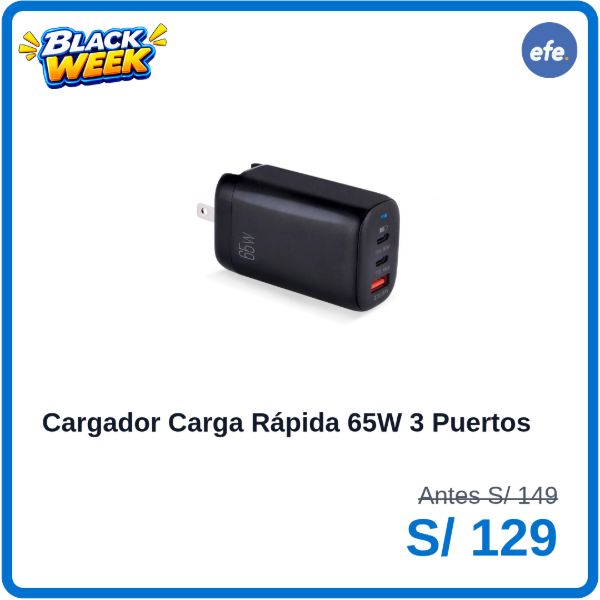 BLACK
WEEK
efe.
65W
Cargador Carga Rápida 65W 3 Puertos
Antes S/ 149
S/ 129